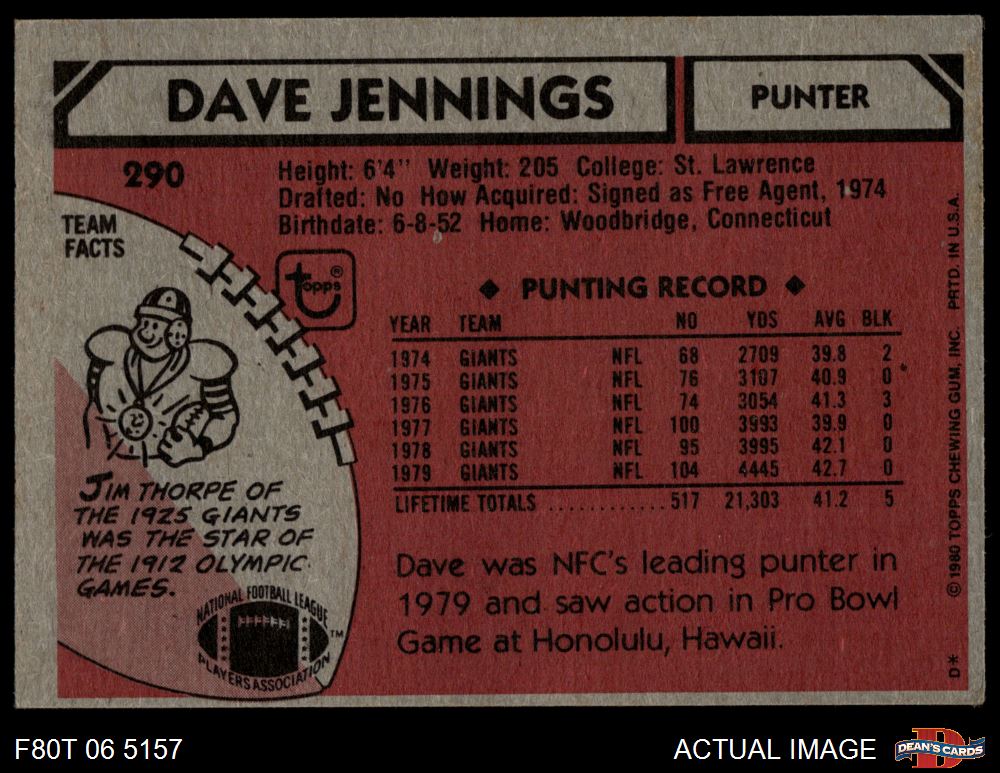 DAVE JENNINGS
PUNTER
290
Height: 6'4" Weight: 205 College: St. Lawrence
Drafted: No How Acquired: Signed as Free Agent, 1974
Birthdate: 6-8-52 Home: Woodbridge, Connecticut
TEAM
FACTS
topps®
◆ PUNTING RECORD ◆
YEAR TEAM NO YDS AVG BLK
1974 GIANTS NFL 68 2709 39.8 2
1975 GIANTS NFL 76 3107 40.9 0
1976 GIANTS NFL 74 3054 41.3 3
1977 GIANTS NFL 100 3993 39.9 0
1978 GIANTS NFL 95 3995 42.1 0
1979 GIANTS NFL 104 4445 42.7 0
LIFETIME TOTALS ............ 517 21,303 41.2 5
JIM THORPE OF
THE 1925 GIANTS
WAS THE STAR OF
THE 1912 OLYMPIC
GAMES.
NATIONAL FOOTBALL LEAGUE
PLAYERS ASSOCIATION
TM
Dave was NFC's leading punter in
1979 and saw action in Pro Bowl
Game at Honolulu, Hawaii.
D* © 1980 TOPPS CHEWING GUM, INC. PRTD. IN U.S.A.
F80T 06 5157
ACTUAL IMAGE
D
DEAN'S CARDS